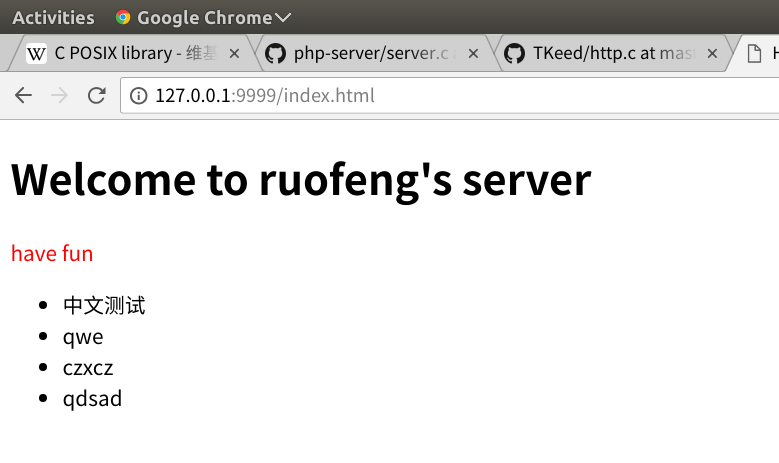 Activities Google Chrome
C POSIX library - 维基
php-server/server.c a
TKeed/http.c at mas
127.0.0.1:9999/index.html
Welcome to ruofeng's server
have fun
中文测试
qwe
czxcz
qdsad